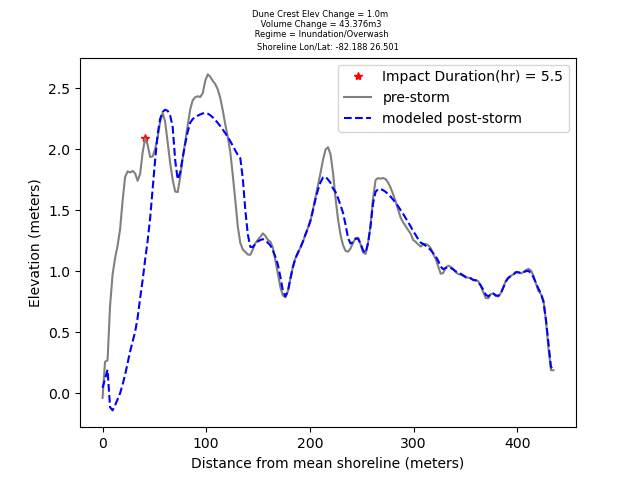 Dune Crest Elev Change = 1.0m
Volume Change = 43.376m3
Regime = Inundation/Overwash
Shoreline Lon/Lat: -82.188 26.501
Impact Duration(hr) = 5.5
pre-storm
modeled post-storm
Elevation (meters)
2.5
2.0
1.5
1.0
0.5
0.0
0 100 200 300 400
Distance from mean shoreline (meters)